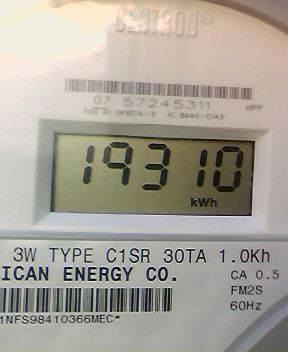 CENTRON®
07 57245311
HPP
19310
kWh
3W TYPE C1SR 30TA 1.0Kh
ICAN ENERGY CO.
CA 0.5
FM2S
60Hz
1NFS98410366MEC*